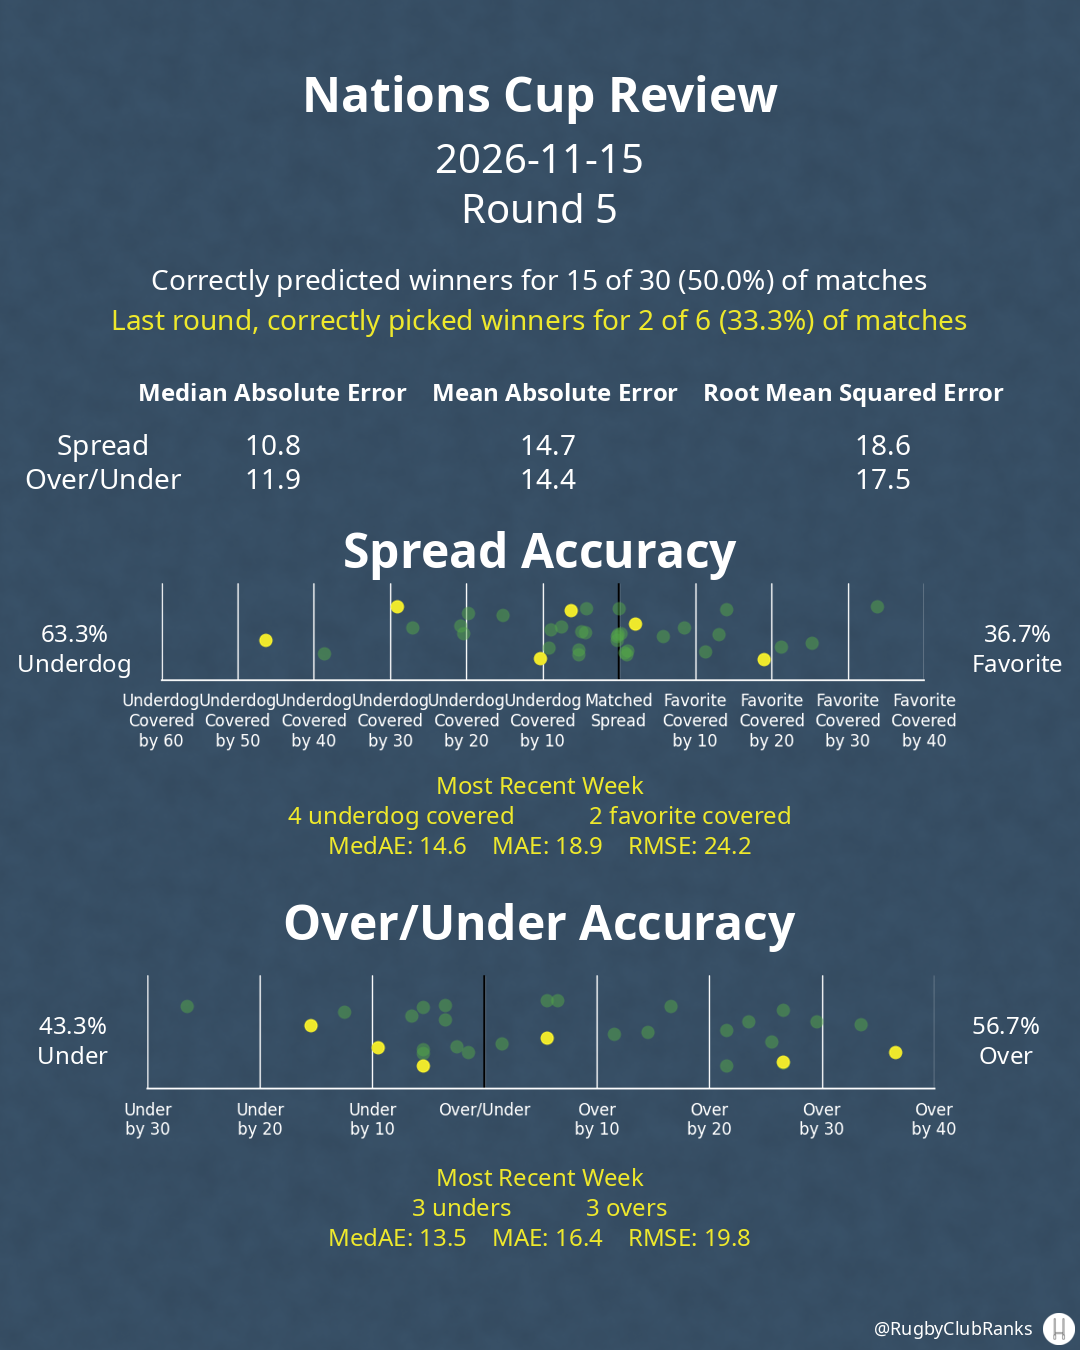 Nations Cup Review
2026-11-15
Round 5
Correctly predicted winners for 15 of 30 (50.0%) of matches
Last round, correctly picked winners for 2 of 6 (33.3%) of matches
Median Absolute Error Mean Absolute Error Root Mean Squared Error
Spread 10.8 14.7 18.6
Over/Under 11.9 14.4 17.5
Spread Accuracy
63.3%
Underdog
36.7%
Favorite
Underdog Underdog Underdog Underdog Underdog Underdog Matched Favorite Favorite Favorite Favorite
Covered Covered Covered Covered Covered Covered Spread Covered Covered Covered Covered
by 60 by 50 by 40 by 30 by 20 by 10 by 10 by 20 by 30 by 40
Most Recent Week
4 underdog covered 2 favorite covered
MedAE: 14.6 MAE: 18.9 RMSE: 24.2
Over/Under Accuracy
43.3%
Under
56.7%
Over
Under Under Under Over/Under Over Over Over Over
by 30 by 20 by 10 by 10 by 20 by 30 by 40
Most Recent Week
3 unders 3 overs
MedAE: 13.5 MAE: 16.4 RMSE: 19.8
@RugbyClubRanks